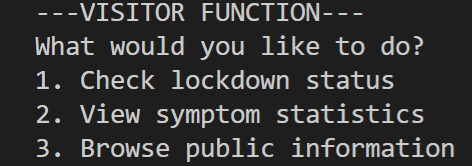 ---VISITOR FUNCTION---
What would you like to do?
1. Check lockdown status
2. View symptom statistics
3. Browse public information